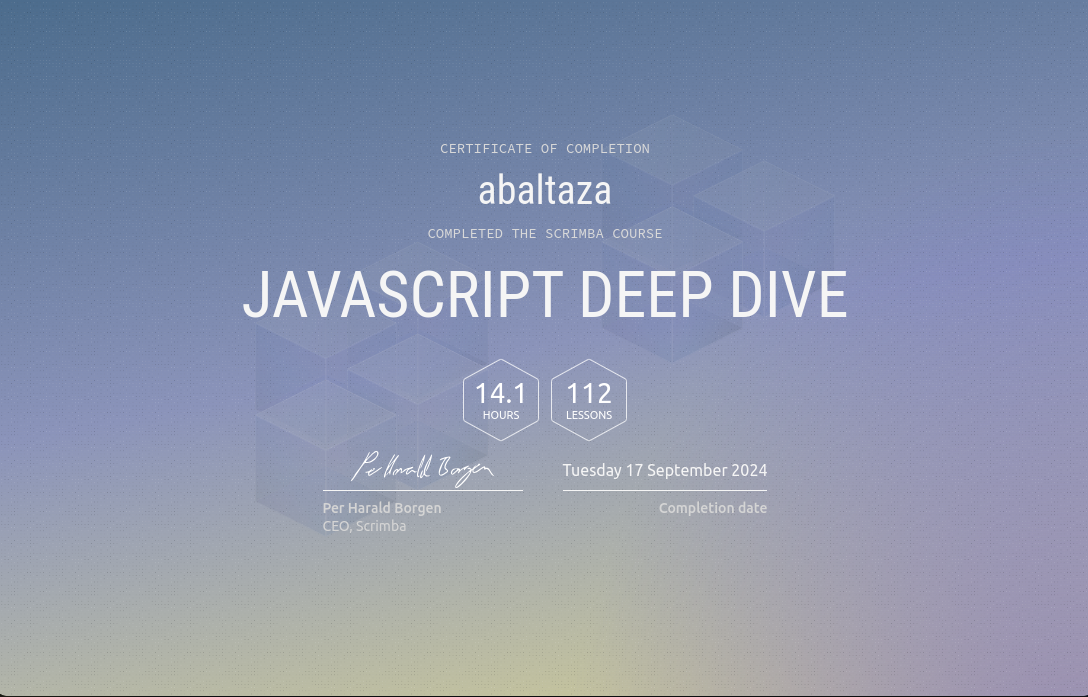 CERTIFICATE OF COMPLETION
abaltaza
COMPLETED THE SCRIMBA COURSE
JAVASCRIPT DEEP DIVE
14.1
HOURS
112
LESSONS
Per Harald Borgen
Tuesday 17 September 2024
Per Harald Borgen
CEO, Scrimba
Completion date